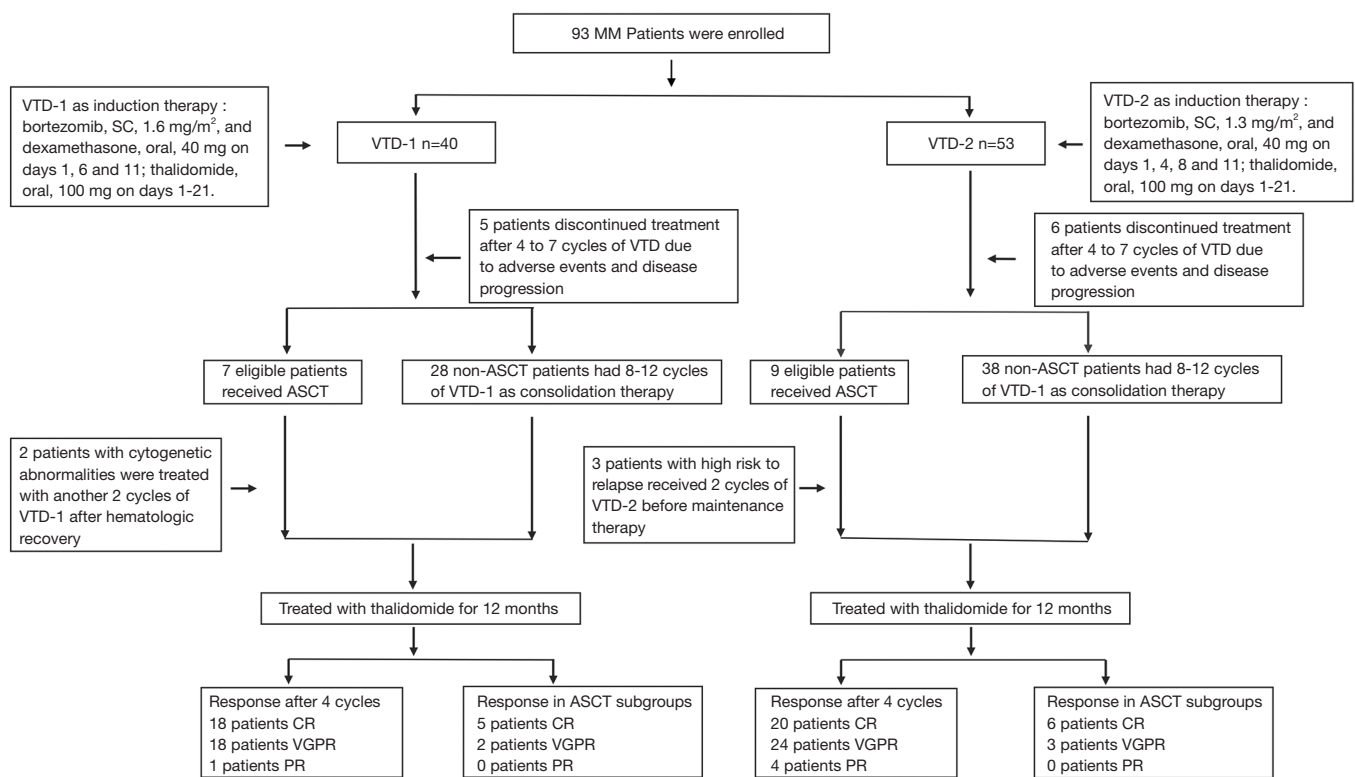 93 MM Patients were enrolled
VTD-1 as induction therapy :
bortezomib, SC, 1.6 mg/m², and
dexamethasone, oral, 40 mg on
days 1, 6 and 11; thalidomide,
oral, 100 mg on days 1-21.
VTD-1 n=40
VTD-2 n=53
VTD-2 as induction therapy :
bortezomib, SC, 1.3 mg/m², and
dexamethasone, oral, 40 mg on
days 1, 4, 8 and 11; thalidomide,
oral, 100 mg on days 1-21.
5 patients discontinued treatment
after 4 to 7 cycles of VTD due
to adverse events and disease
progression
6 patients discontinued treatment
after 4 to 7 cycles of VTD due
to adverse events and disease
progression
7 eligible patients
received ASCT
28 non-ASCT patients had 8-12 cycles
of VTD-1 as consolidation therapy
9 eligible patients
received ASCT
38 non-ASCT patients had 8-12 cycles
of VTD-1 as consolidation therapy
2 patients with cytogenetic
abnormalities were treated
with another 2 cycles of
VTD-1 after hematologic
recovery
3 patients with high risk to
relapse received 2 cycles of
VTD-2 before maintenance
therapy
Treated with thalidomide for 12 months
Treated with thalidomide for 12 months
Response after 4 cycles
18 patients CR
18 patients VGPR
1 patients PR
Response in ASCT subgroups
5 patients CR
2 patients VGPR
0 patients PR
Response after 4 cycles
20 patients CR
24 patients VGPR
4 patients PR
Response in ASCT subgroups
6 patients CR
3 patients VGPR
0 patients PR